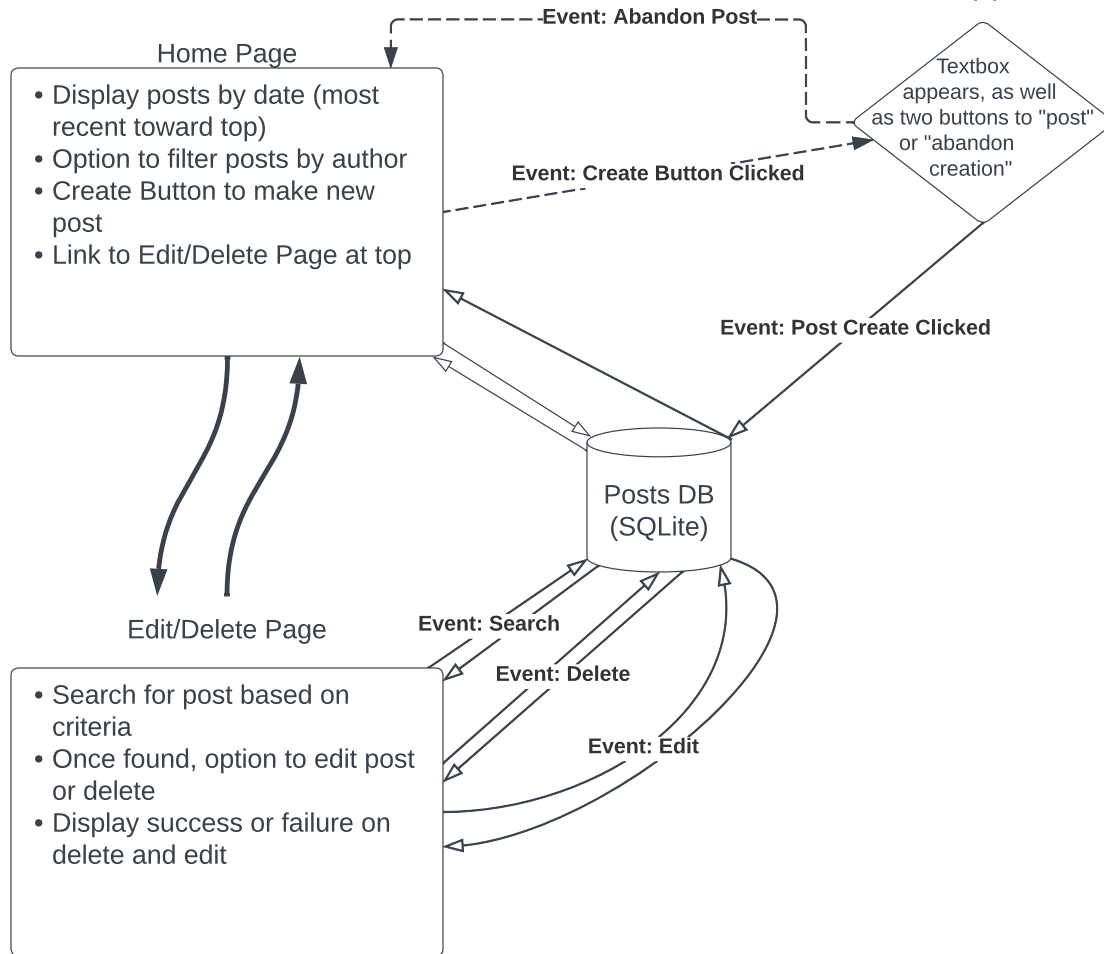 Event: Abandon Post
Home Page
• Display posts by date (most
recent toward top)
• Option to filter posts by author
• Create Button to make new
post
• Link to Edit/Delete Page at top
Textbox
appears, as well
as two buttons to "post"
or "abandon
creation"
Event: Create Button Clicked
Event: Post Create Clicked
Posts DB
(SQLite)
Edit/Delete Page
Event: Search
Event: Delete
Event: Edit
• Search for post based on
criteria
• Once found, option to edit post
or delete
• Display success or failure on
delete and edit